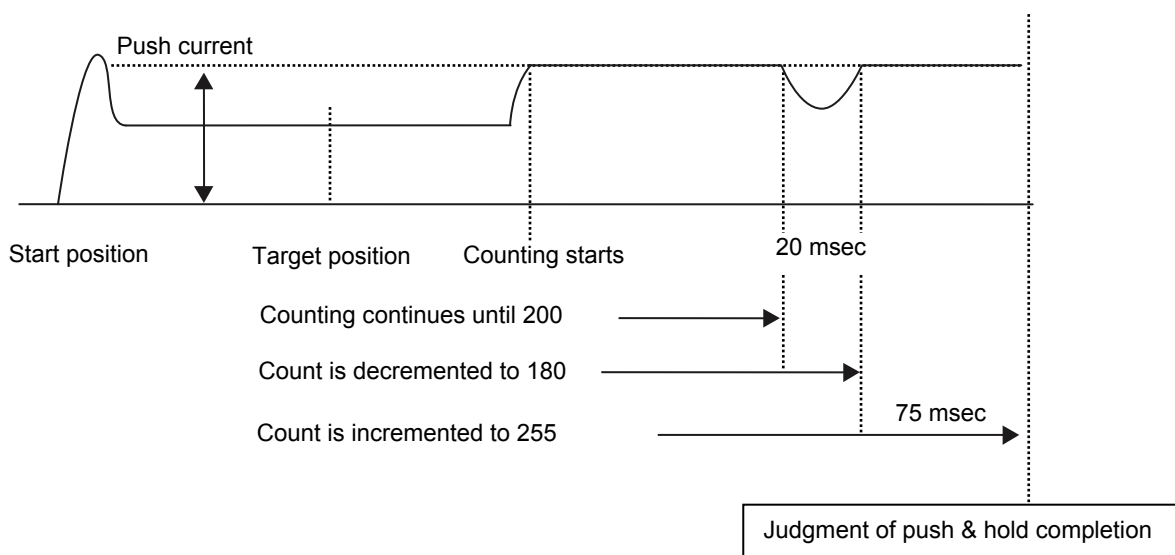 Push current
Start position
Target position
Counting starts
20 msec
Counting continues until 200
Count is decremented to 180
75 msec
Count is incremented to 255
Judgment of push & hold completion